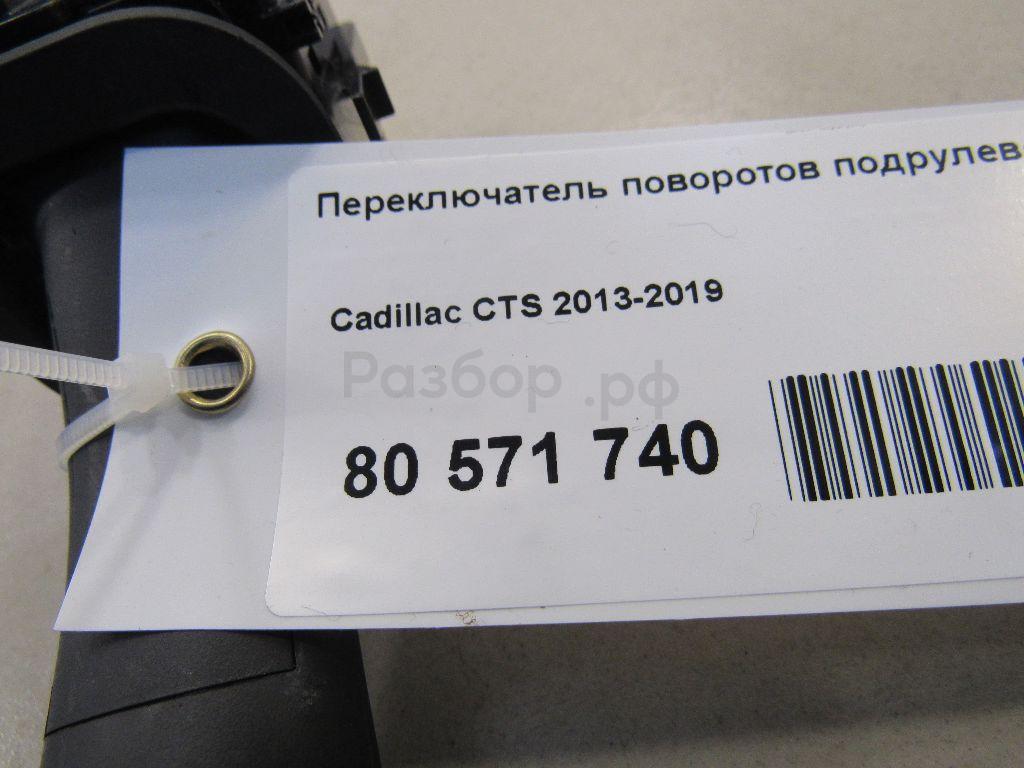 Переключатель поворотов подрулев
Cadillac CTS 2013-2019
Разбор.рф
80 571 740